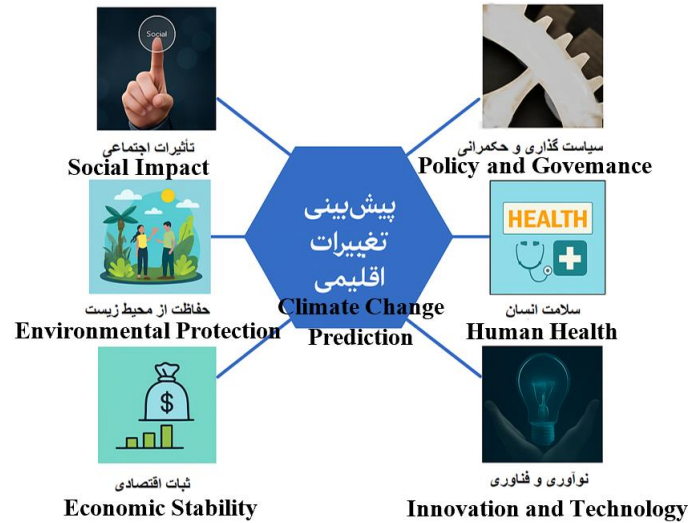 Social
تأثیرات اجتماعی
Social Impact
سیاست گذاری و حکمرانی
Policy and Govemance
پیش‌بینی
تغییرات
اقلیمی
Climate Change
Prediction
HEALTH
حفاظت از محیط زیست
Environmental Protection
سلامت انسان
Human Health
$
ثبات اقتصادی
Economic Stability
نوآوری و فناوری
Innovation and Technology